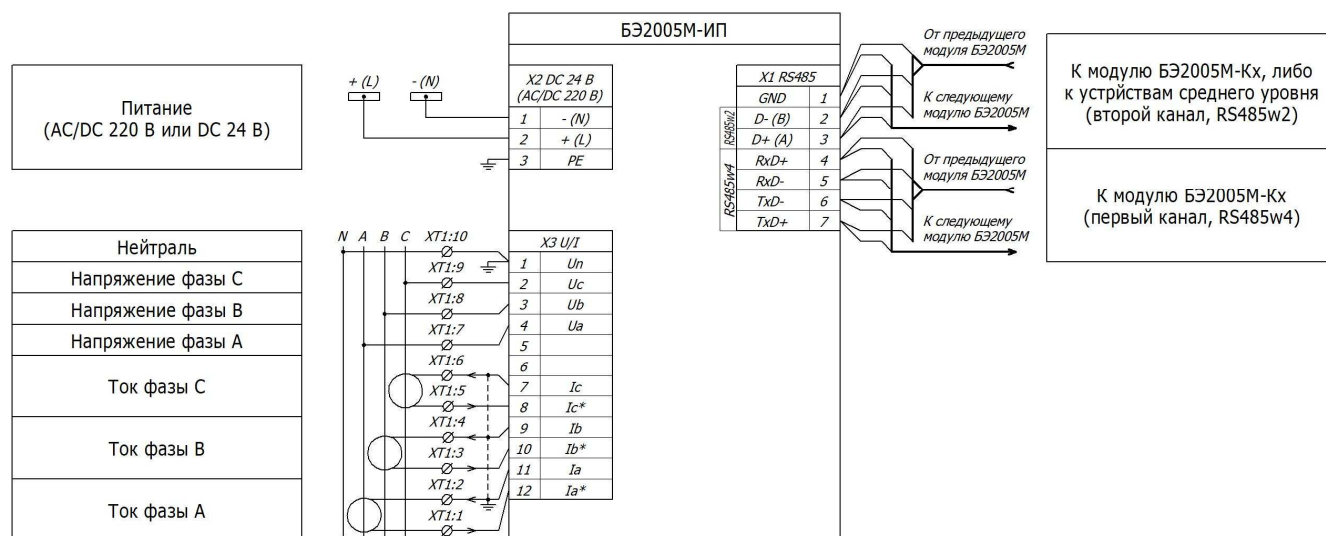 БЭ2005М-ИП
Питание
(AC/DC 220 В или DC 24 В)
+ (L)
- (N)
X2 DC 24 В
(AC/DC 220 В)
1 - (N)
2 + (L)
3 PE
X1 RS485
GND 1
D- (B) 2
D+ (A) 3
RxD+ 4
RxD- 5
TxD- 6
TxD+ 7
RS485w2
RS485w4
От предыдущего
модуля БЭ2005М
К следующему
модулю БЭ2005М
От предыдущего
модуля БЭ2005М
К следующему
модулю БЭ2005М
К модулю БЭ2005М-Кх, либо
к устрйствам среднего уровня
(второй канал, RS485w2)
К модулю БЭ2005М-Кх
(первый канал, RS485w4)
Нейтраль
Напряжение фазы С
Напряжение фазы В
Напряжение фазы А
Ток фазы С
Ток фазы В
Ток фазы А
N A B C
XT1:10
XT1:9
XT1:8
XT1:7
XT1:6
XT1:5
XT1:4
XT1:3
XT1:2
XT1:1
X3 U/I
1 Un
2 Uc
3 Ub
4 Ua
5
6
7 Ic
8 Ic*
9 Ib
10 Ib*
11 Ia
12 Ia*